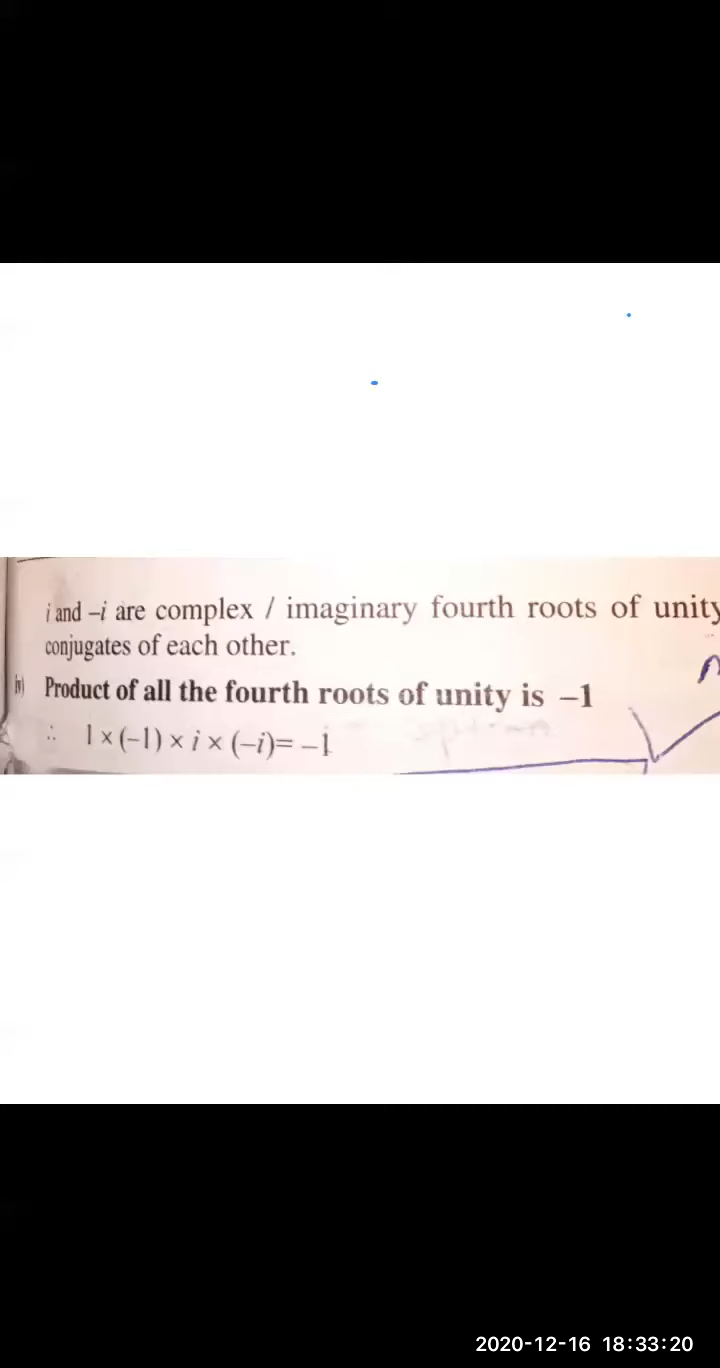 i and –i are complex / imaginary fourth roots of unity
conjugates of each other.
iv) Product of all the fourth roots of unity is –1
∴ 1 × (–1) × i × (–i)= –1
2020-12-16 18:33:20